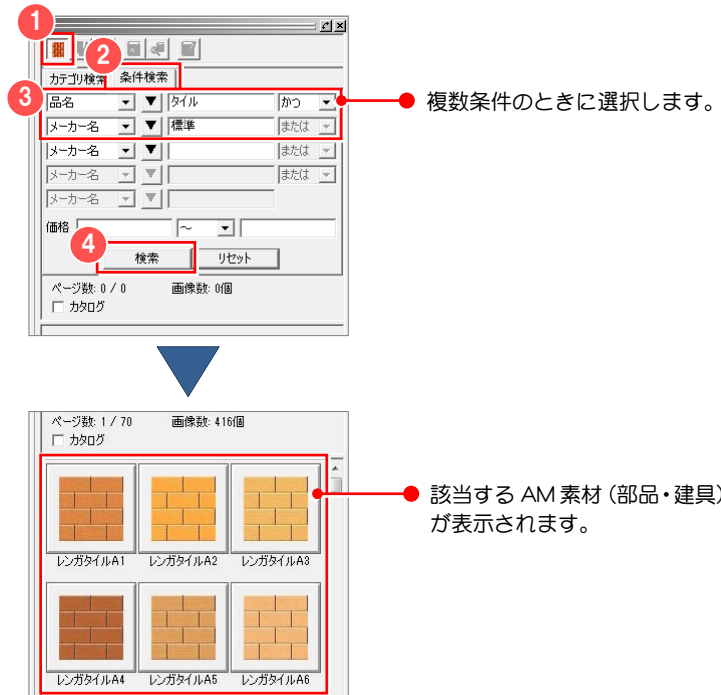 1
2
カテゴリ検索 条件検索
3
品名 ▼ タイル かつ
複数条件のときに選択します。
メーカー名 ▼ 標準 または
メーカー名 ▼ または
メーカー名 ▼ または
メーカー名 ▼
価格 ～
4
検索 リセット
ページ数: 0 / 0 画像数: 0個
カタログ
ページ数: 1 / 70 画像数: 416個
カタログ
該当する AM 素材（部品・建具）
が表示されます。
レンガタイルA1 レンガタイルA2 レンガタイルA3
レンガタイルA4 レンガタイルA5 レンガタイルA6